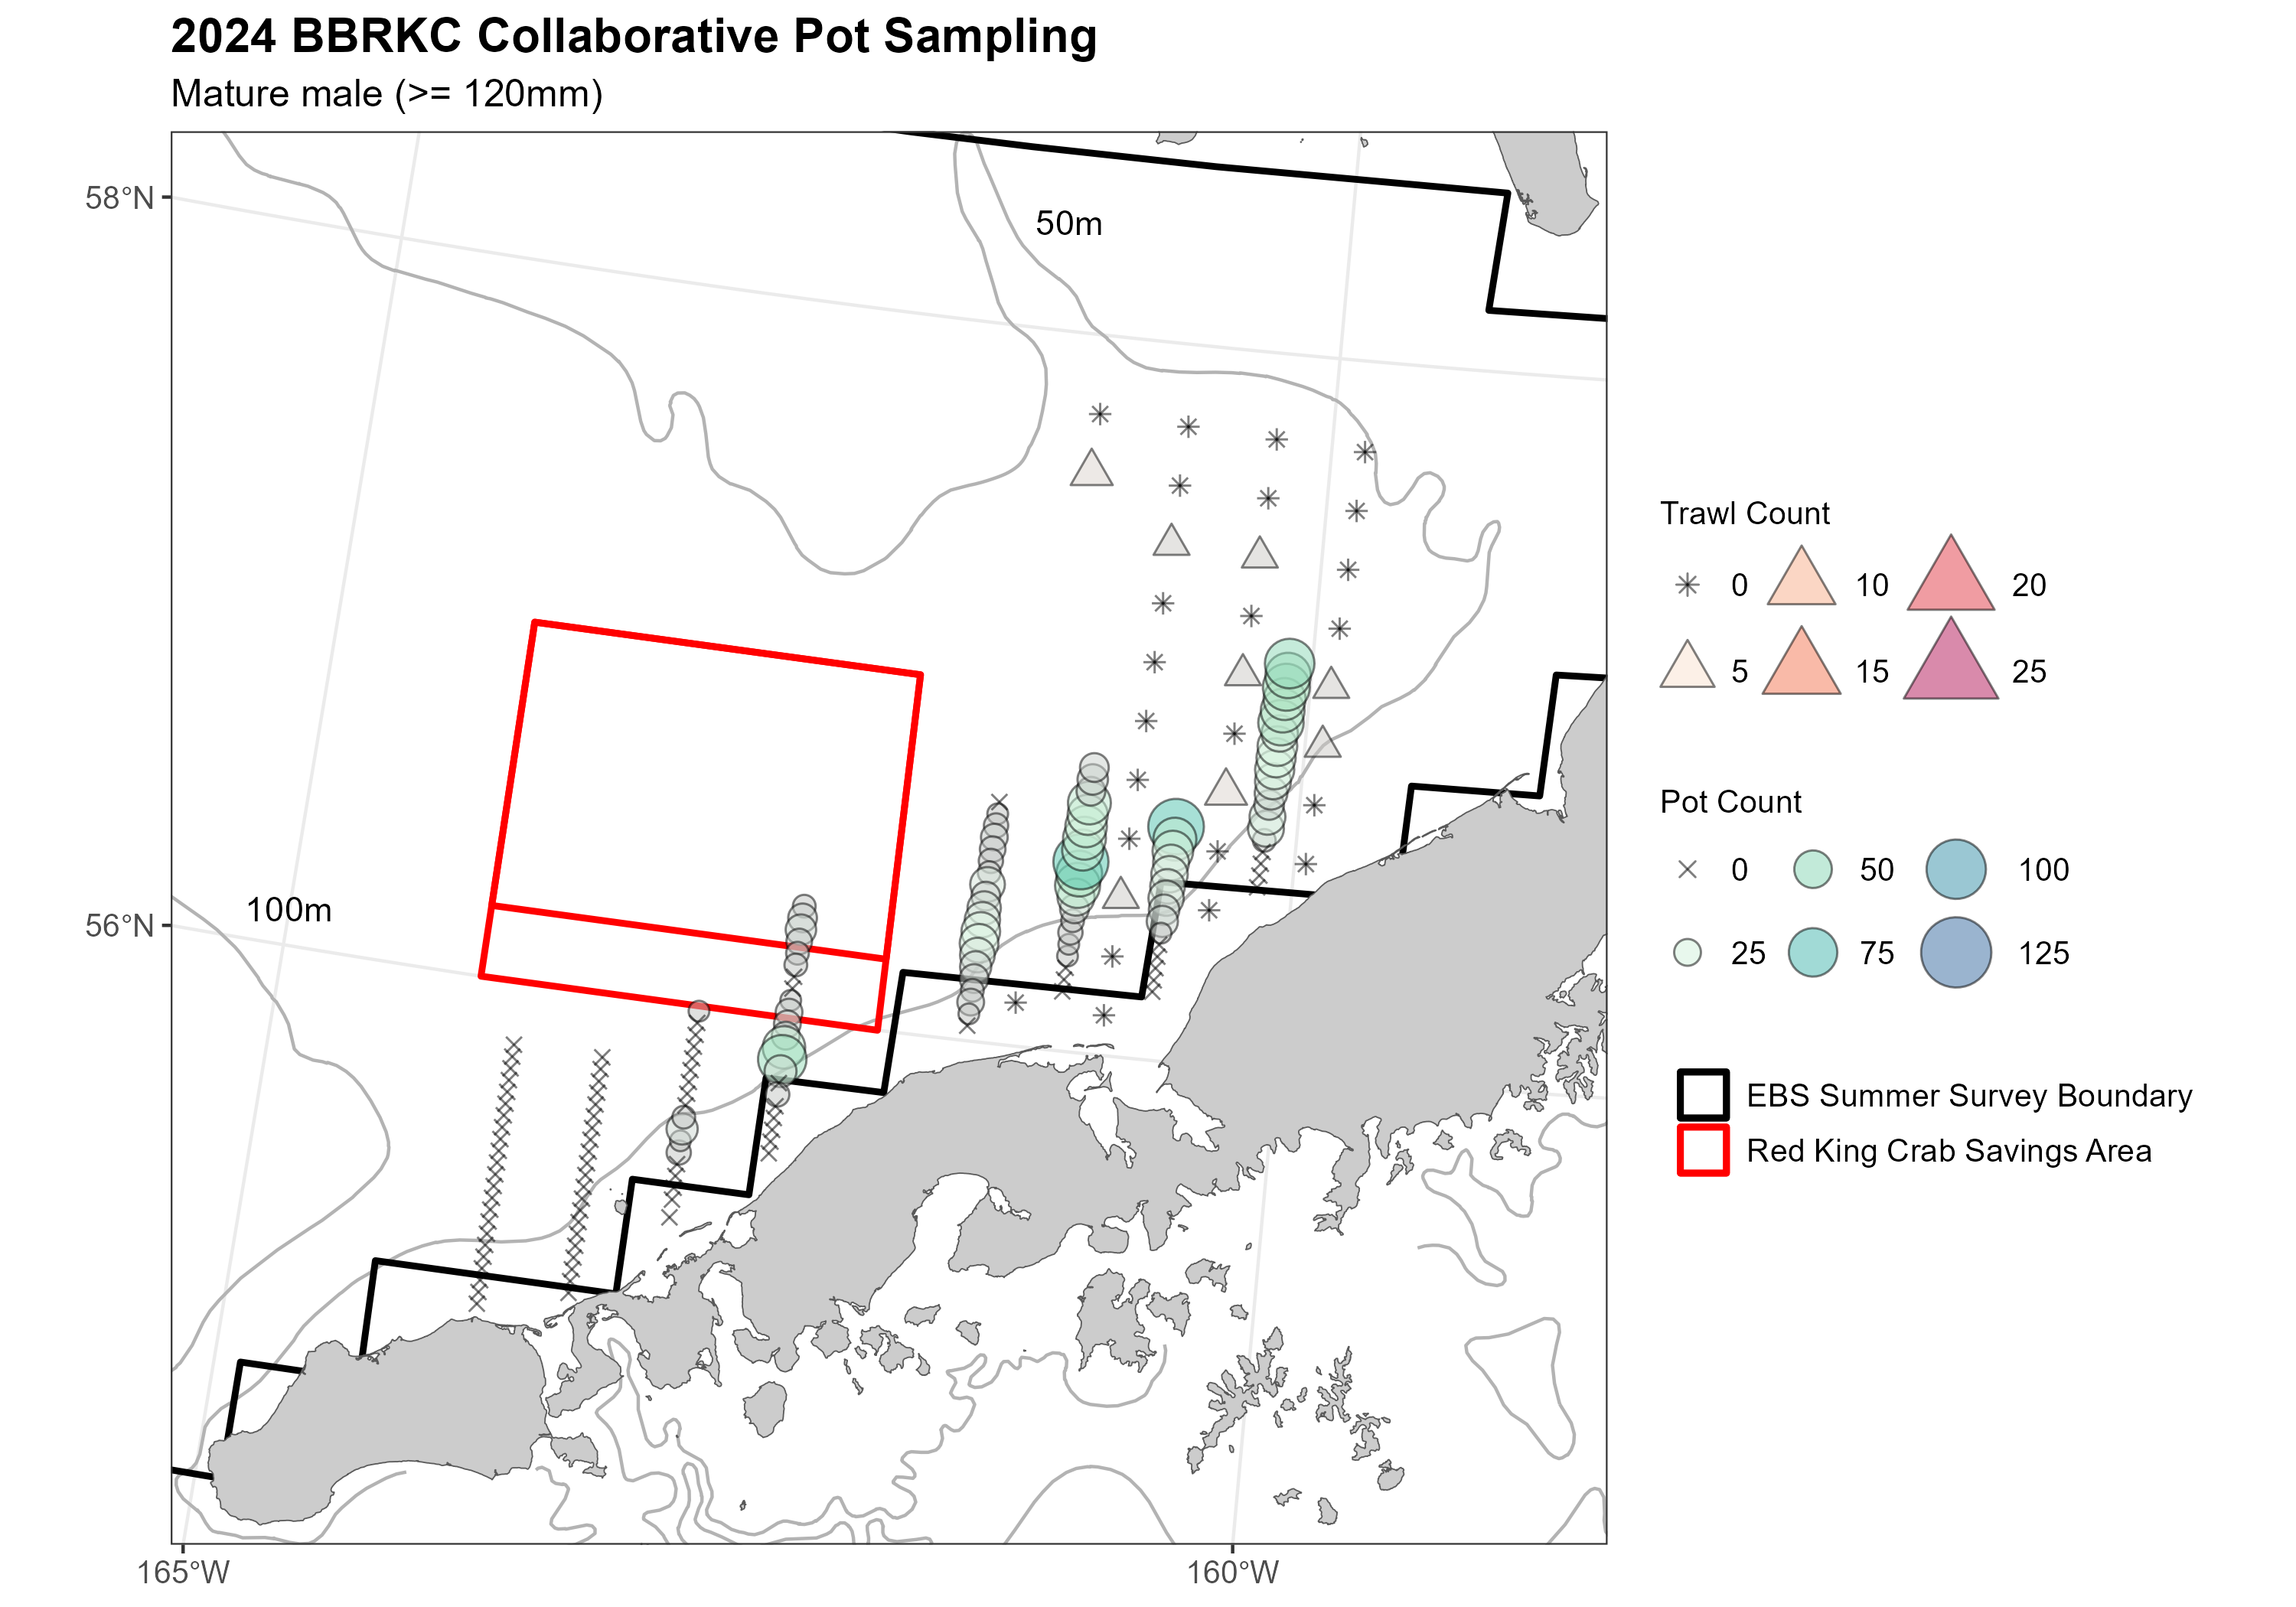 2024 BBRKC Collaborative Pot Sampling
Mature male (>= 120mm)
58°N
50m
56°N
100m
165°W
160°W
Trawl Count
0 10 20
5 15 25
Pot Count
0 50 100
25 75 125
EBS Summer Survey Boundary
Red King Crab Savings Area